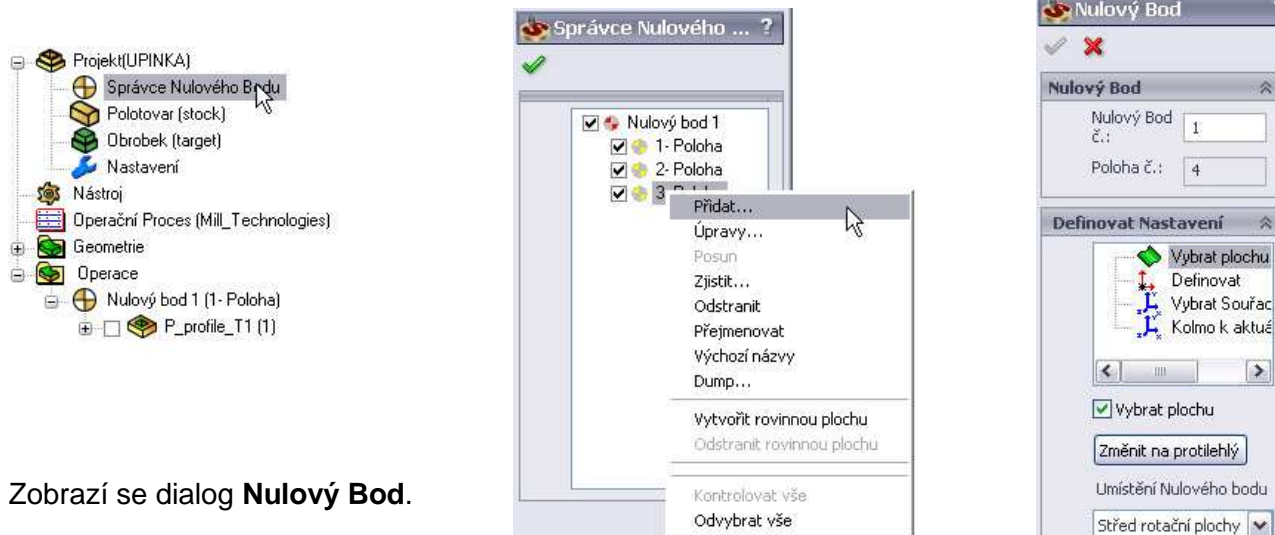 Projekt(UPINKA)
Správce Nulového Bodu
Polotovar (stock)
Obrobek (target)
Nastavení
Nástroj
Operační Proces (Mill_Technologies)
Geometrie
Operace
Nulový bod 1 (1- Poloha)
P_profile_T1 (1)
Zobrazí se dialog Nulový Bod.
Správce Nulového ... ?
Nulový bod 1
1- Poloha
2- Poloha
3- Poloha
Přidat...
Úpravy...
Posun
Zjistit...
Odstranit
Přejmenovat
Výchozí názvy
Dump...
Vytvořit rovinnou plochu
Odstranit rovinnou plochu
Kontrolovat vše
Odvybrat vše
Nulový Bod
Nulový Bod
Nulový Bod
č.:
1
Poloha č.: 4
Definovat Nastavení
Vybrat plochu
Definovat
Vybrat Souřac
Kolmo k aktuá
Vybrat plochu
Změnit na protilehlý
Umístění Nulového bodu
Střed rotační plochy